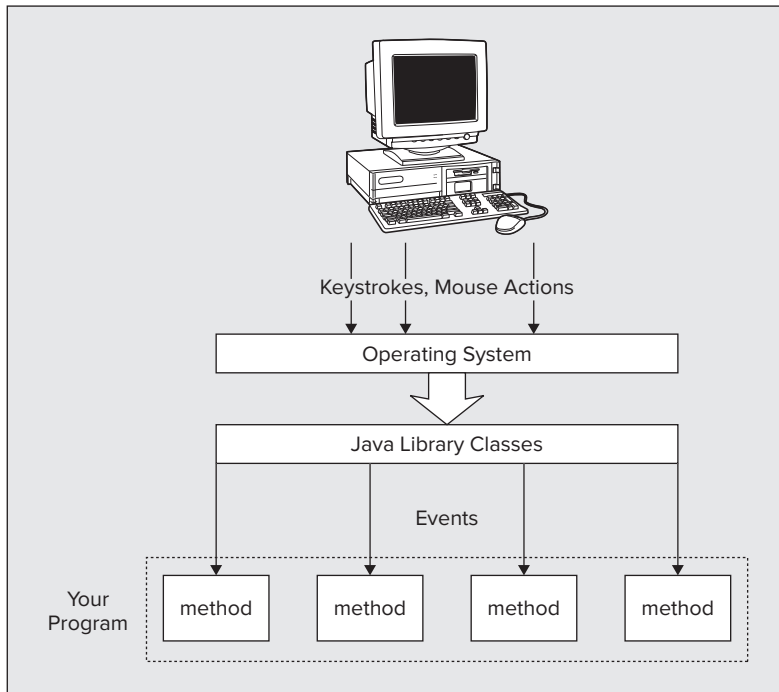 Keystrokes, Mouse Actions
Operating System
Java Library Classes
Events
Your
Program
method
method
method
method